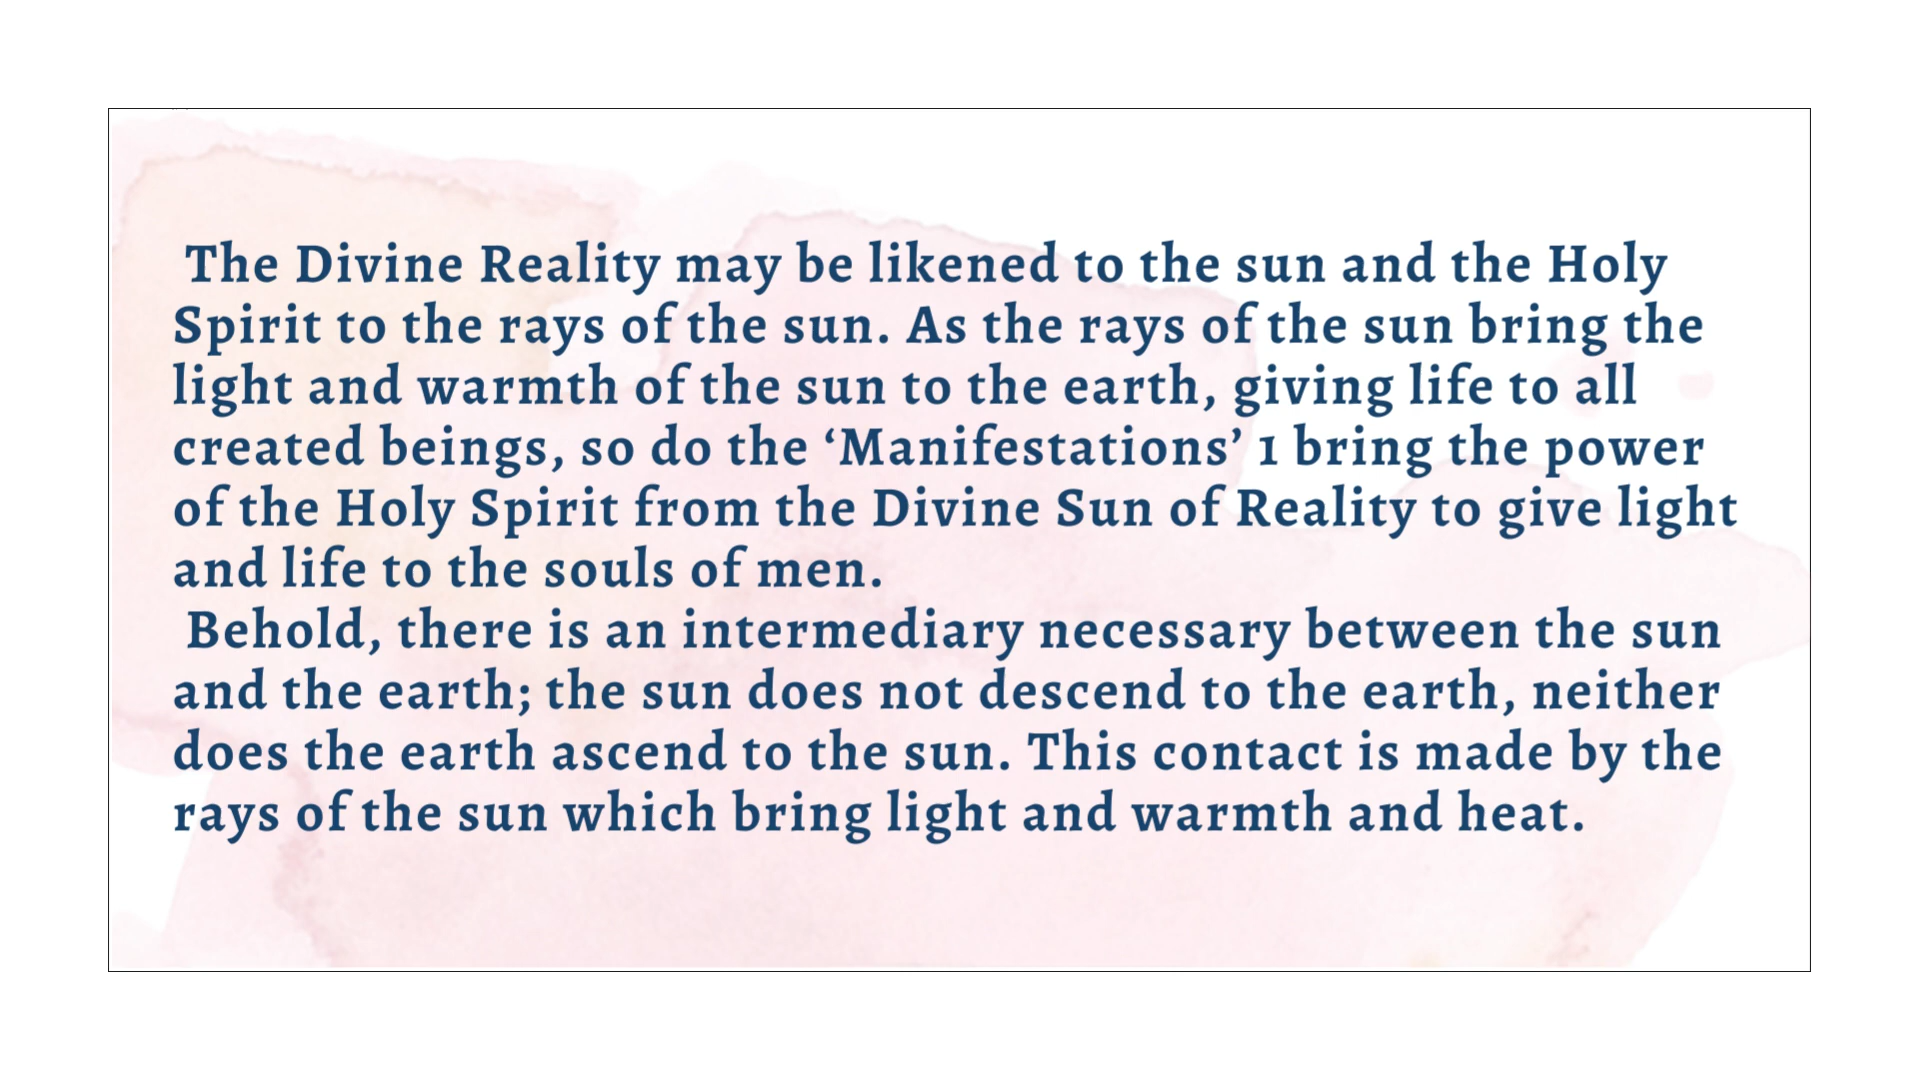 The Divine Reality may be likened to the sun and the Holy
Spirit to the rays of the sun. As the rays of the sun bring the
light and warmth of the sun to the earth, giving life to all
created beings, so do the ‘Manifestations’ 1 bring the power
of the Holy Spirit from the Divine Sun of Reality to give light
and life to the souls of men.
Behold, there is an intermediary necessary between the sun
and the earth; the sun does not descend to the earth, neither
does the earth ascend to the sun. This contact is made by the
rays of the sun which bring light and warmth and heat.